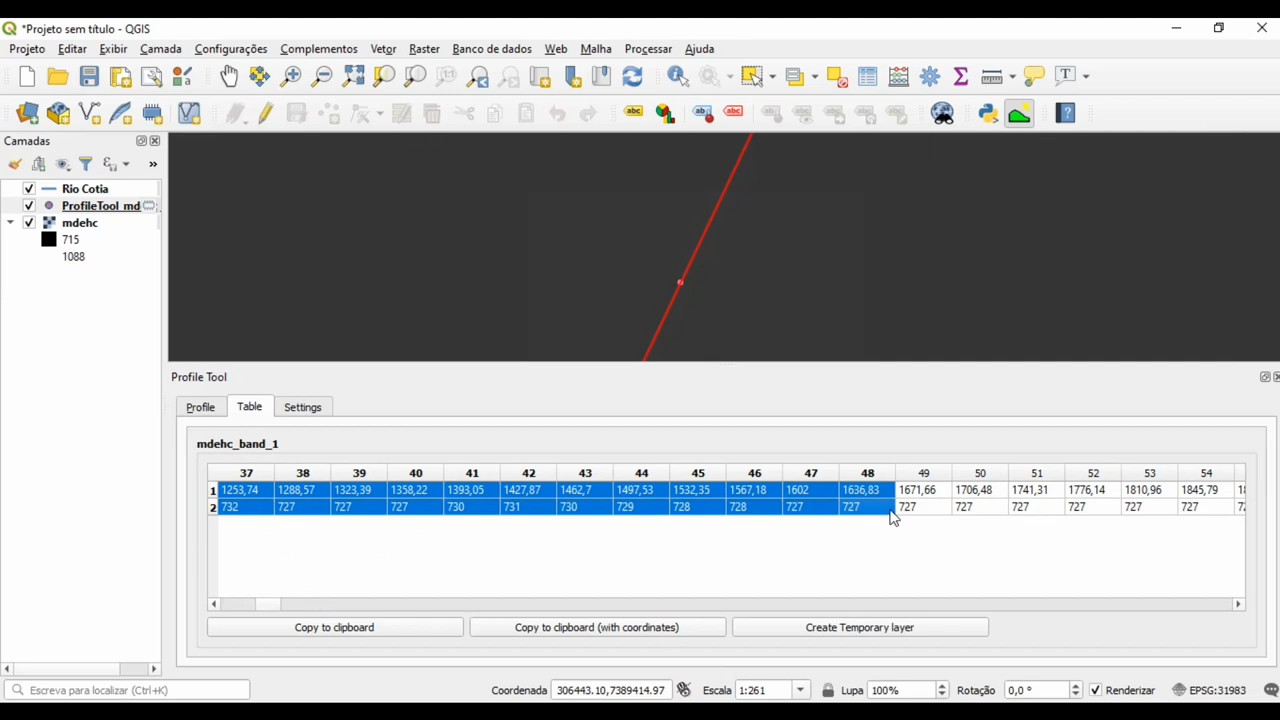 *Projeto sem título - QGIS
Projeto Editar Exibir Camada Configurações Complementos Vetor Raster Banco de dados Web Malha Processar Ajuda
Camadas
Rio Cotia
ProfileTool_md
mdehc
715
1088
Profile Tool
Profile Table Settings
mdehc_band_1
37 38 39 40 41 42 43 44 45 46 47 48 49 50 51 52 53 54
1 1253,74 1288,57 1323,39 1358,22 1393,05 1427,87 1462,7 1497,53 1532,35 1567,18 1602 1636,83 1671,66 1706,48 1741,31 1776,14 1810,96 1845,79
2 732 727 727 727 730 731 730 729 728 728 727 727 727 727 727 727 727 727
Copy to clipboard Copy to clipboard (with coordinates) Create Temporary layer
Escreva para localizar (Ctrl+K) Coordenada 306443.10,7389414.97 Escala 1:261 Lupa 100% Rotação 0,0 ° Renderizar EPSG:31983